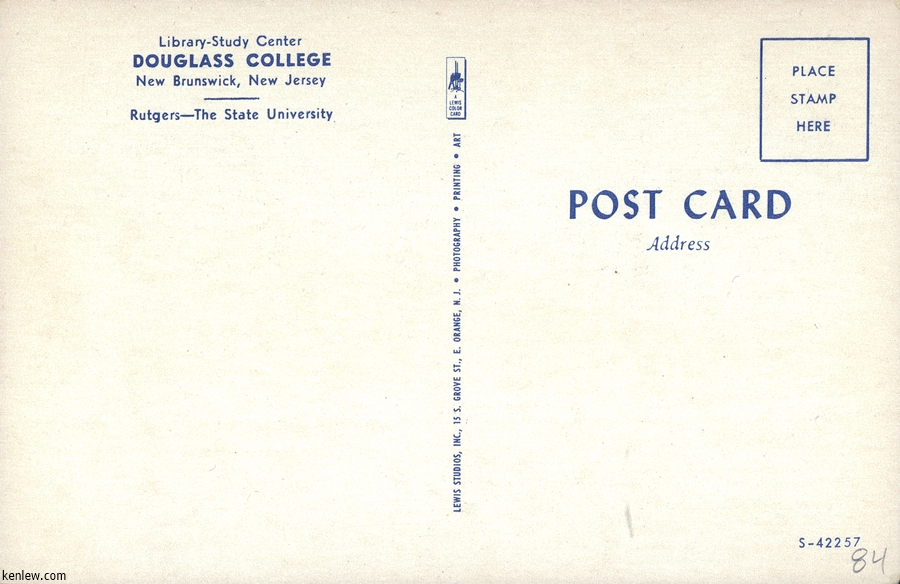 Library-Study Center
DOUGLASS COLLEGE
New Brunswick, New Jersey
Rutgers—The State University
A
LEWIS
COLOR
CARD
LEWIS STUDIOS, INC., 15 S. GROVE ST., E. ORANGE, N. J. • PHOTOGRAPHY • PRINTING • ART
PLACE
STAMP
HERE
POST CARD
Address
S-42257
84
kenlew.com